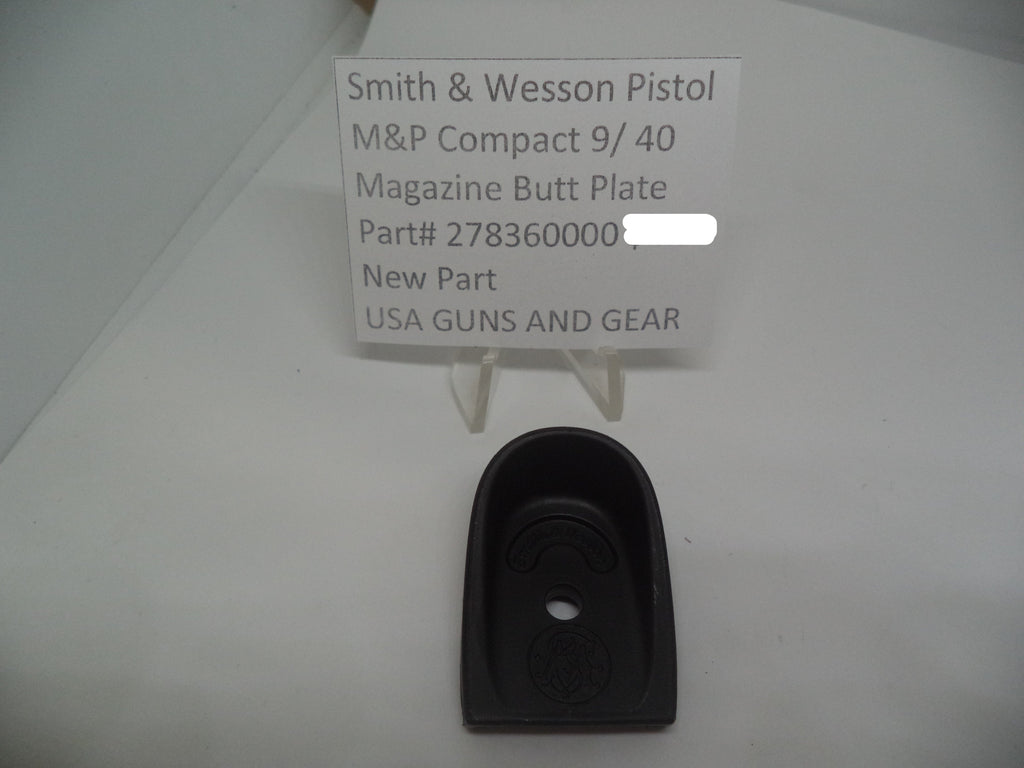 Smith & Wesson Pistol
M&P Compact 9/ 40
Magazine Butt Plate
Part# 278360000
New Part
USA GUNS AND GEAR